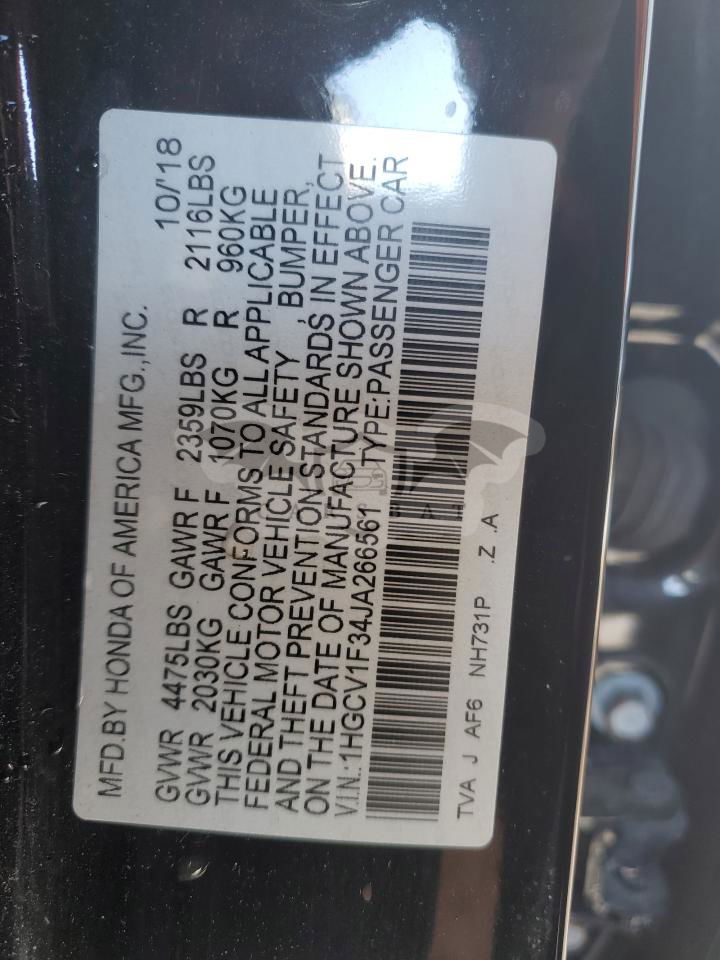 MFD.BY HONDA OF AMERICA MFG.,INC. 10/'18
GVWR 4475LBS GAWR F 2359LBS R 2116LBS
GVWR 2030KG GAWR F 1070KG R 960KG
THIS VEHICLE CONFORMS TO ALL APPLICABLE
FEDERAL MOTOR VEHICLE SAFETY , BUMPER,
AND THEFT PREVENTION STANDARDS IN EFFECT
ON THE DATE OF MANUFACTURE SHOWN ABOVE.
V.I.N.:1HGCV1F34JA266561 TYPE:PASSENGER CAR
TVA J AF6 NH731P .Z .A